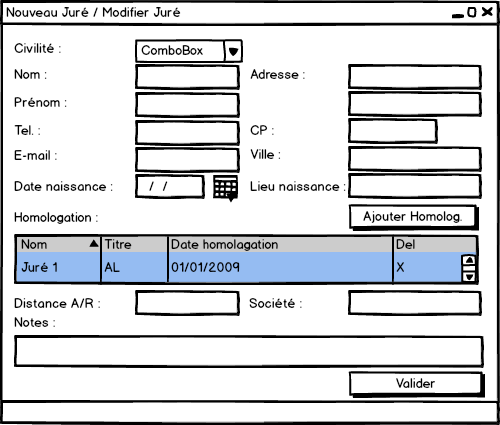 Nouveau Juré / Modifier Juré
Civilité : ComboBox
Nom : Adresse :
Prénom :
Tel. : CP :
E-mail : Ville :
Date naissance : / / Lieu naissance :
Homologation : Ajouter Homolog.
Nom Titre Date homolagation Del
Juré 1 AL 01/01/2009 X
Distance A/R : Société :
Notes :
Valider